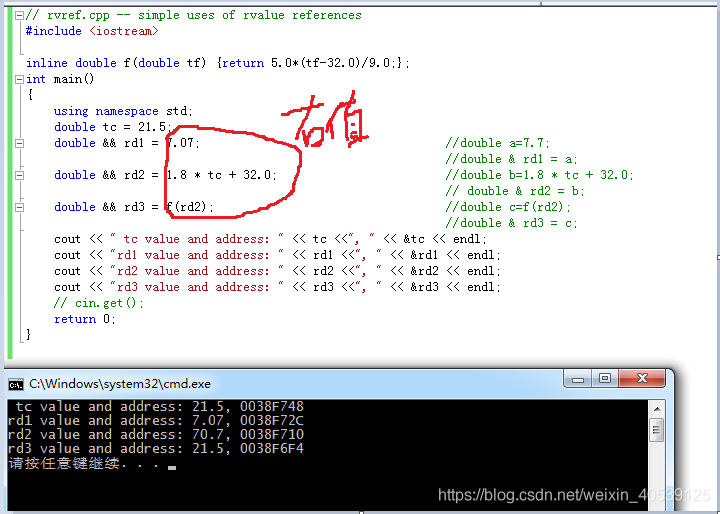 // rvref.cpp -- simple uses of rvalue references
#include <iostream>
inline double f(double tf) {return 5.0*(tf-32.0)/9.0;};
int main()
{
using namespace std;
double tc = 21.5;
右值
double && rd1 = 7.07; //double a=7.7;
//double & rd1 = a;
double && rd2 = 1.8 * tc + 32.0; //double b=1.8 * tc + 32.0;
// double & rd2 = b;
double && rd3 = f(rd2); //double c=f(rd2);
//double & rd3 = c;
cout << " tc value and address: " << tc <<", " << &tc << endl;
cout << "rd1 value and address: " << rd1 <<", " << &rd1 << endl;
cout << "rd2 value and address: " << rd2 <<", " << &rd2 << endl;
cout << "rd3 value and address: " << rd3 <<", " << &rd3 << endl;
// cin.get();
return 0;
}
C:\Windows\system32\cmd.exe
tc value and address: 21.5, 0038F748
rd1 value and address: 7.07, 0038F72C
rd2 value and address: 70.7, 0038F710
rd3 value and address: 21.5, 0038F6F4
请按任意键继续. . .
https://blog.csdn.net/weixin_40539125